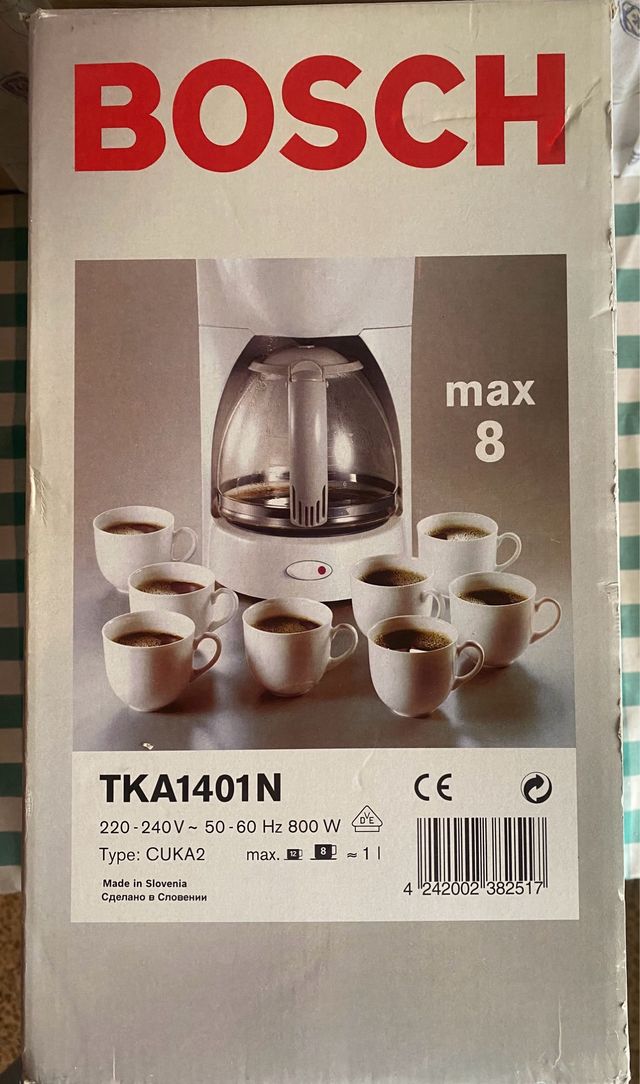 BOSCH
max
8
TKA1401N
CE
220-240V~ 50-60 Hz 800 W
VDE
Type: CUKA2
max. 12 8 ≈ 1 l
Made in Slovenia
Сделано в Словении
4 242002 382517